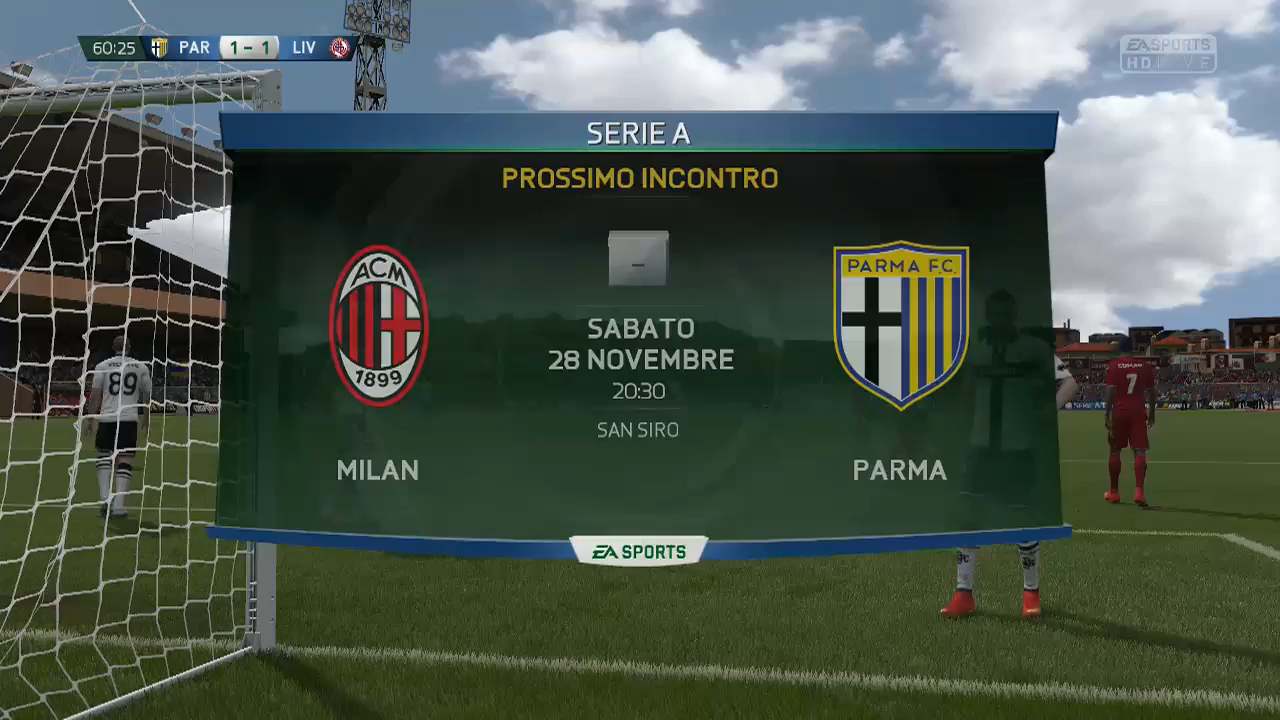 60:25 PAR 1 - 1 LIV
EA SPORTS
HD LIVE
SERIE A
PROSSIMO INCONTRO
-
ACM
1899
PARMA F.C.
SABATO
28 NOVEMBRE
20:30
SAN SIRO
MILAN
PARMA
89
7
EA SPORTS